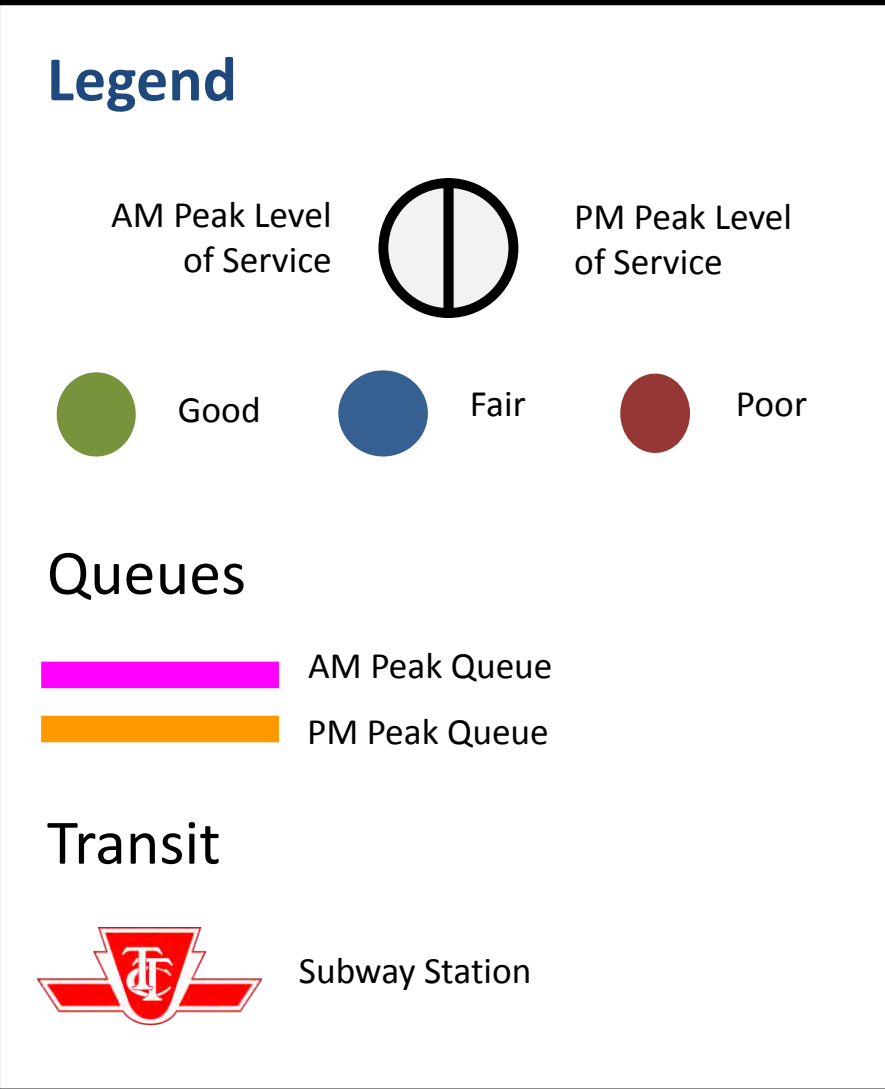 Legend
AM Peak Level
of Service
PM Peak Level
of Service
Good
Fair
Poor
Queues
AM Peak Queue
PM Peak Queue
Transit
TTC
Subway Station